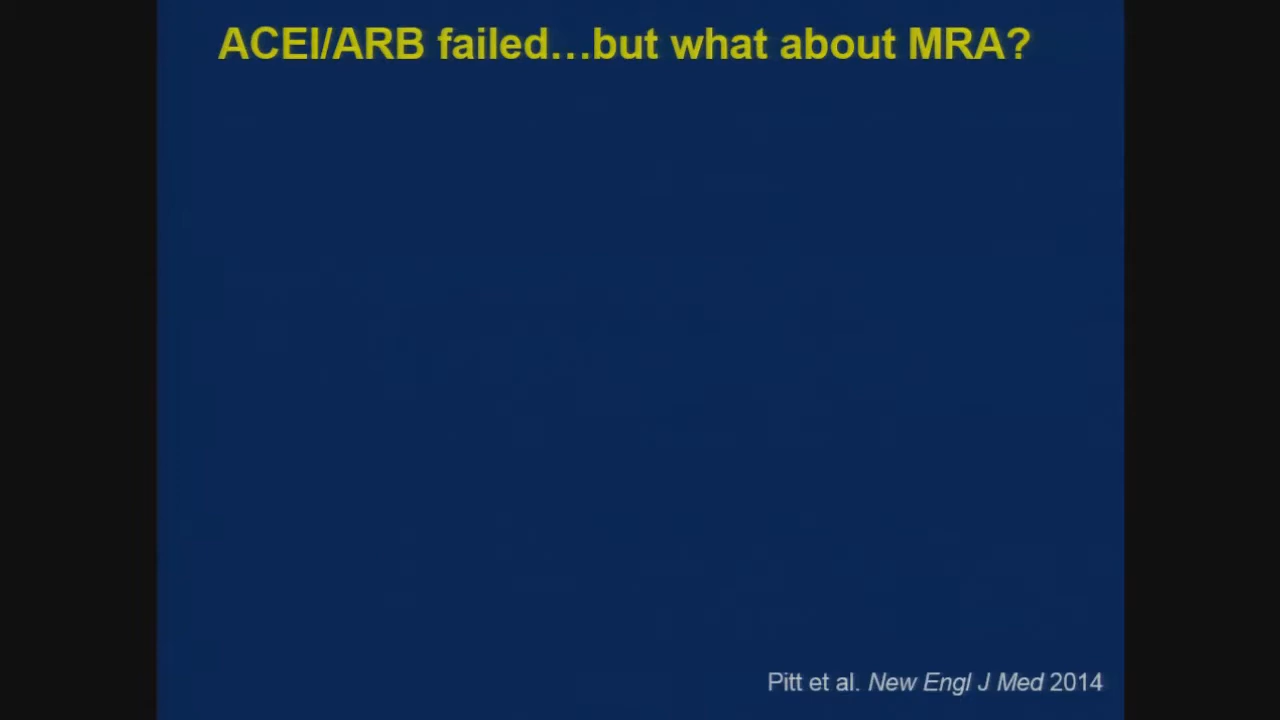 ACEI/ARB failed…but what about MRA?
Pitt et al. New Engl J Med 2014